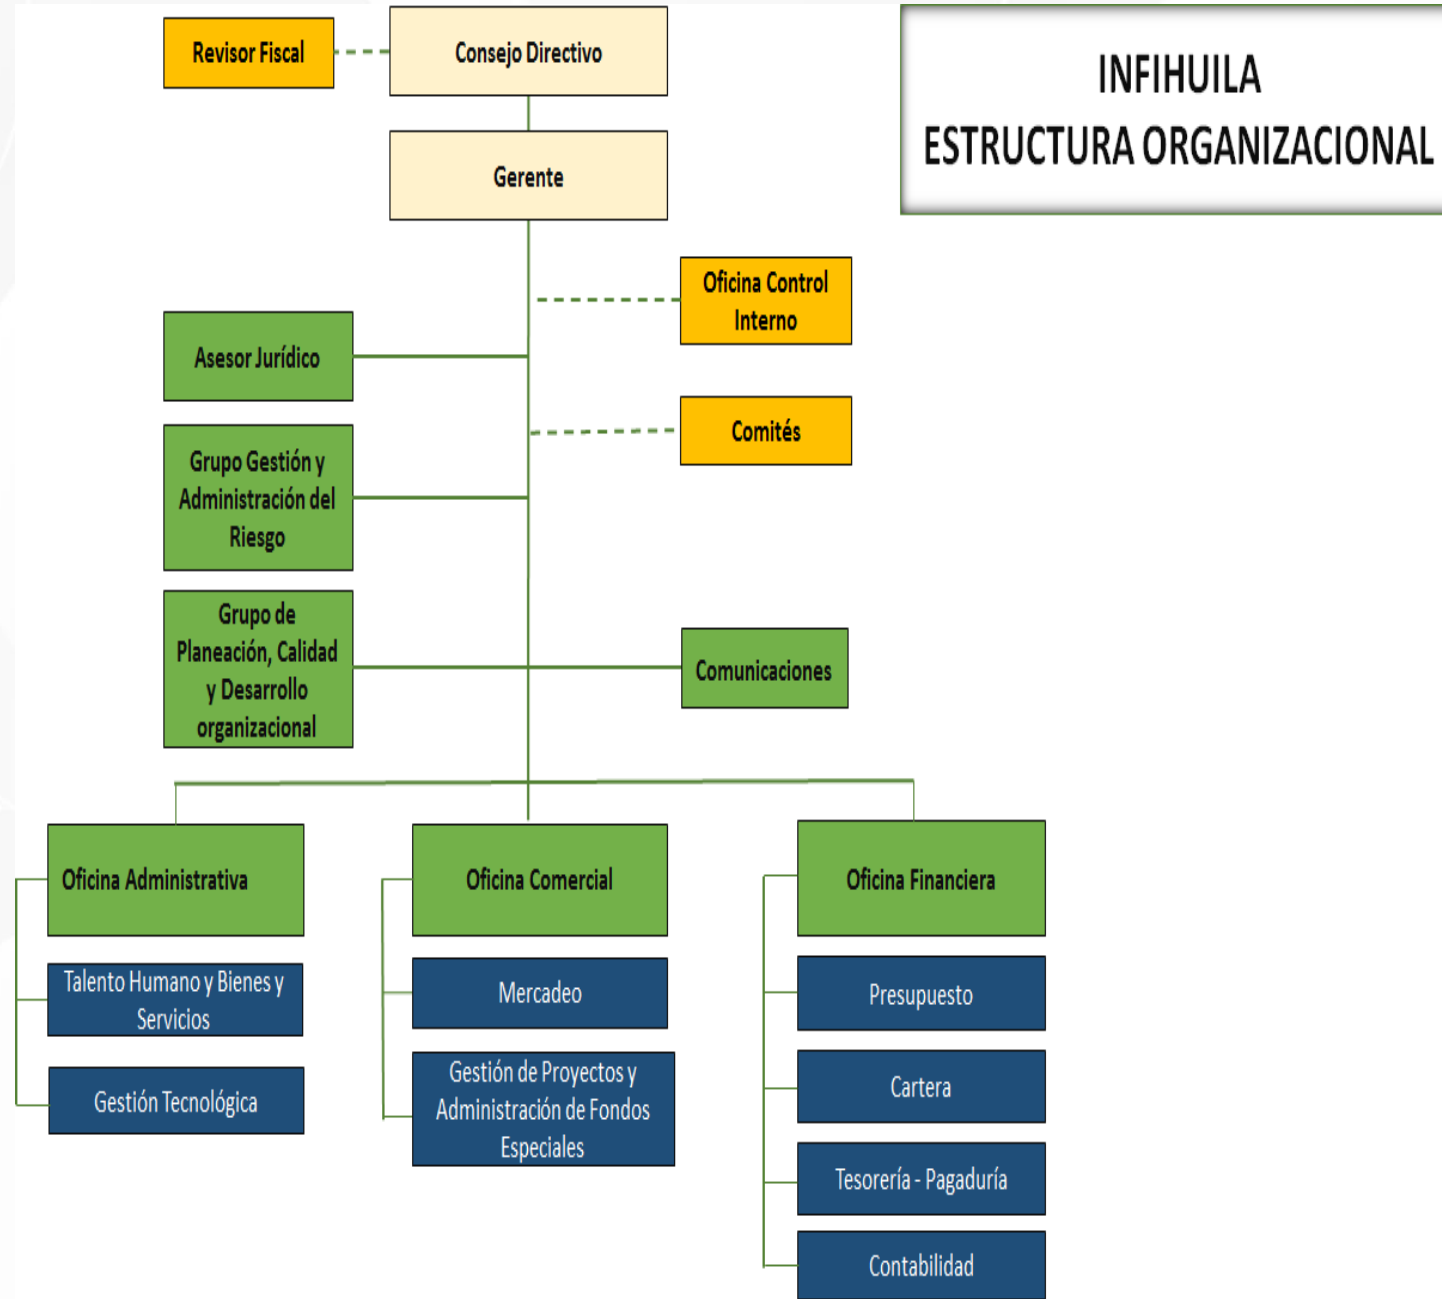 INFIHUILA
ESTRUCTURA ORGANIZACIONAL
Revisor Fiscal
Consejo Directivo
Gerente
Oficina Control
Interno
Asesor Jurídico
Comités
Grupo Gestión y
Administración del
Riesgo
Grupo de
Planeación, Calidad
y Desarrollo
organizacional
Comunicaciones
Oficina Administrativa
Talento Humano y Bienes y
Servicios
Gestión Tecnológica
Oficina Comercial
Mercadeo
Gestión de Proyectos y
Administración de Fondos
Especiales
Oficina Financiera
Presupuesto
Cartera
Tesorería - Pagaduría
Contabilidad